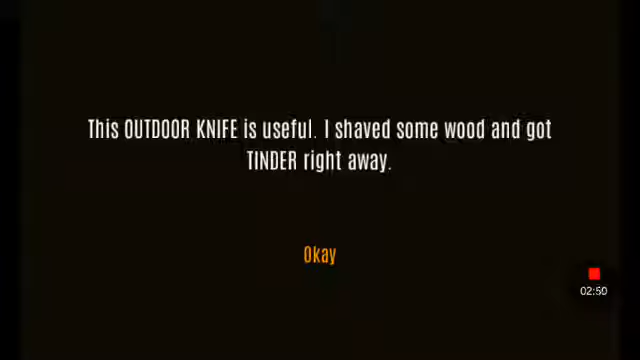 This OUTDOOR KNIFE is useful. I shaved some wood and got
TINDER right away.
Okay
02:50